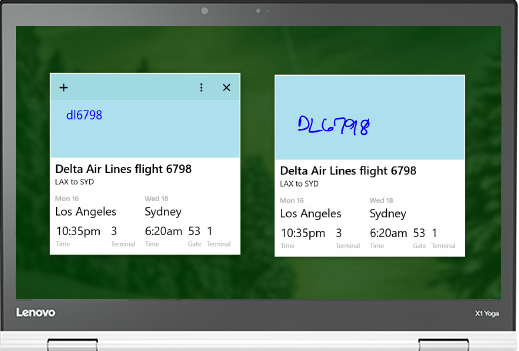 dl6798
Delta Air Lines flight 6798
LAX to SYD
Mon 16 Wed 18
Los Angeles Sydney
10:35pm 3 6:20am 53 1
Time Terminal Time Gate Terminal
DL6798
Delta Air Lines flight 6798
LAX to SYD
Mon 16 Wed 18
Los Angeles Sydney
10:35pm 3 6:20am 53 1
Time Terminal Time Gate Terminal
Lenovo X1 Yoga